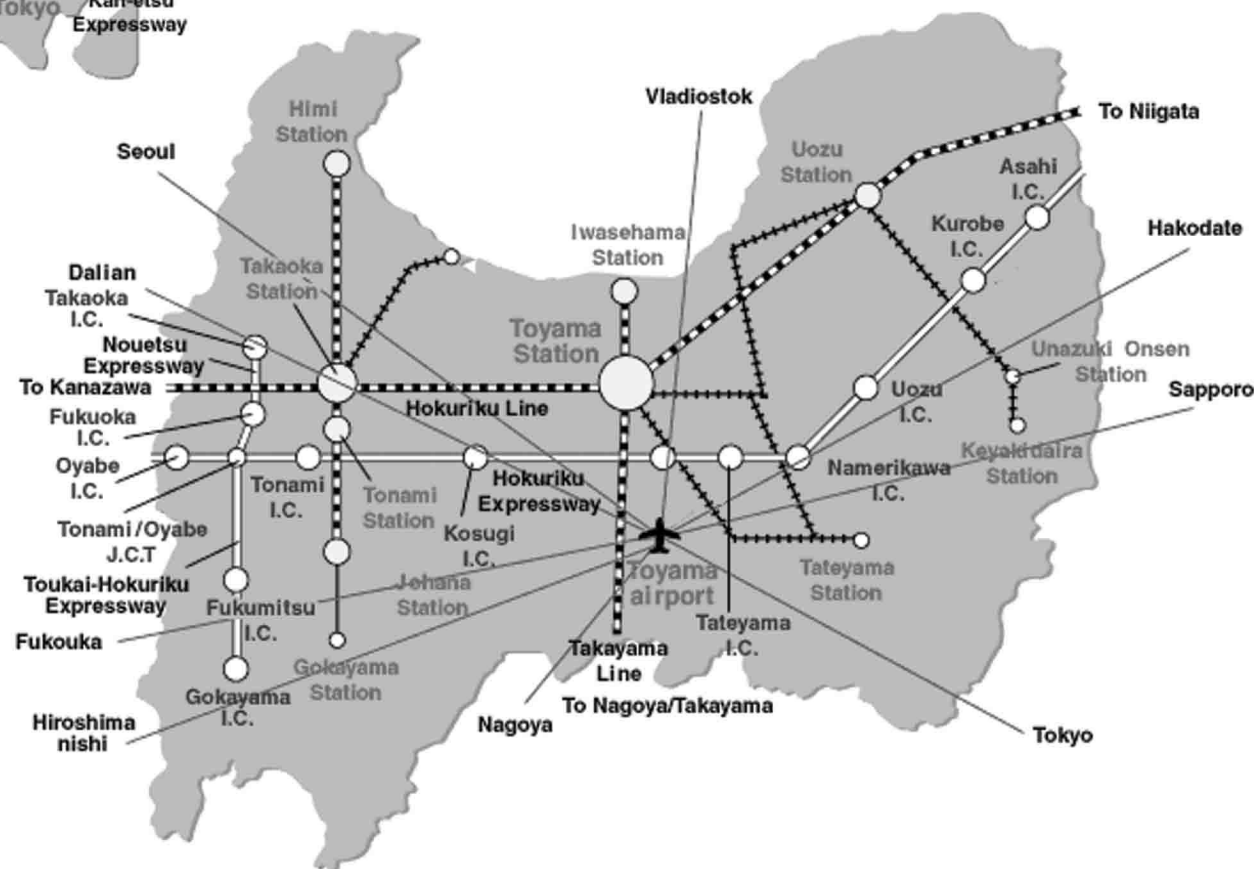 Tokyo
Kan-etsu
Expressway
Vladiostok
To Niigata
Himi
Station
Seoul
Uozu
Station
Asahi
I.C.
Kurobe
I.C.
Hakodate
Iwasehama
Station
Takaoka
Station
Dalian
Takaoka
I.C.
Nouetsu
Expressway
Toyama
Station
Unazuki Onsen
Station
To Kanazawa
Hokuriku Line
Uozu
I.C.
Sapporo
Fukuoka
I.C.
Oyabe
I.C.
Tonami
I.C.
Tonami
Station
Hokuriku
Expressway
Namerikawa
I.C.
Keyakidaira
Station
Kosugi
I.C.
Tonami/Oyabe
J.C.T
Toukai-Hokuriku
Expressway
Johana
Station
Toyama
airport
Tateyama
Station
Fukumitsu
I.C.
Fukouka
Tateyama
I.C.
Takayama
Line
Gokayama
Station
Gokayama
I.C.
To Nagoya/Takayama
Hiroshima
nishi
Nagoya
Tokyo